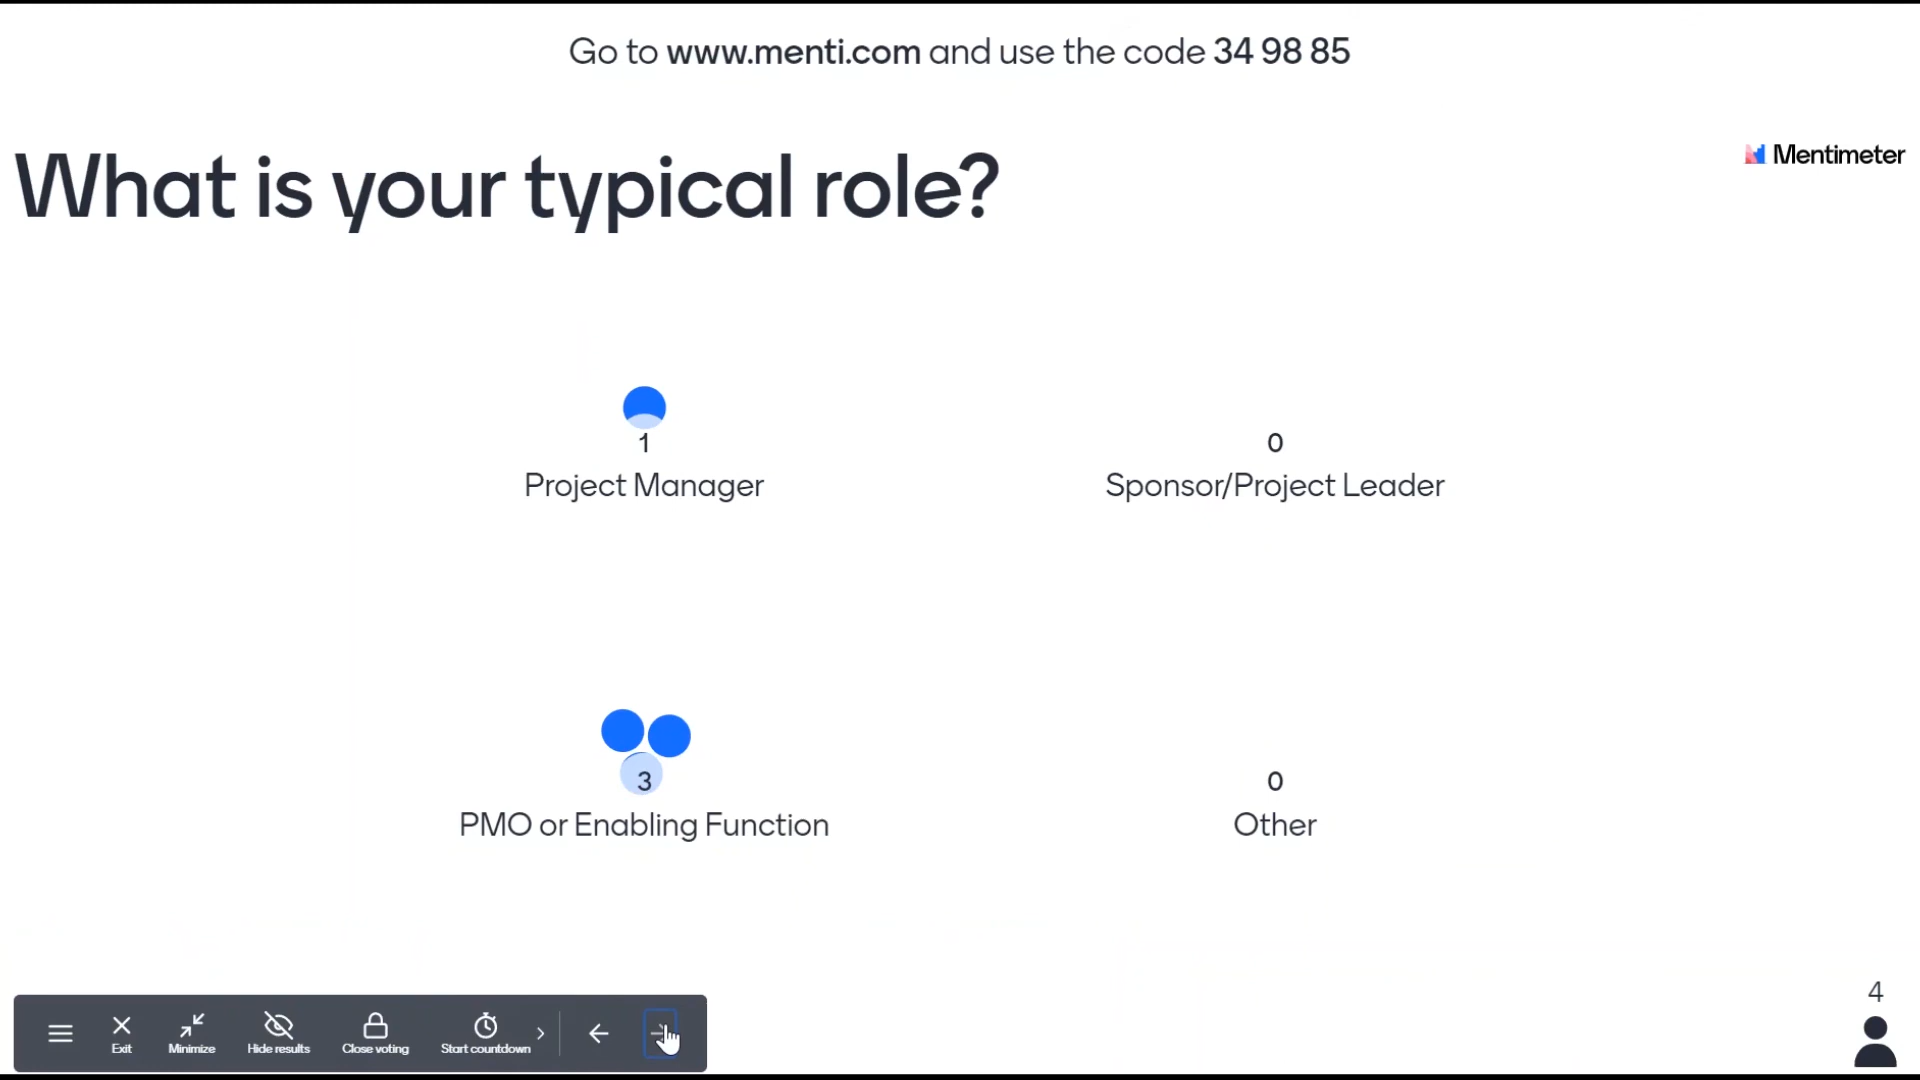 Go to www.menti.com and use the code 34 98 85
What is your typical role?
Mentimeter
1
Project Manager
0
Sponsor/Project Leader
3
PMO or Enabling Function
0
Other
4
Exit
Minimize
Hide results
Close voting
Start countdown